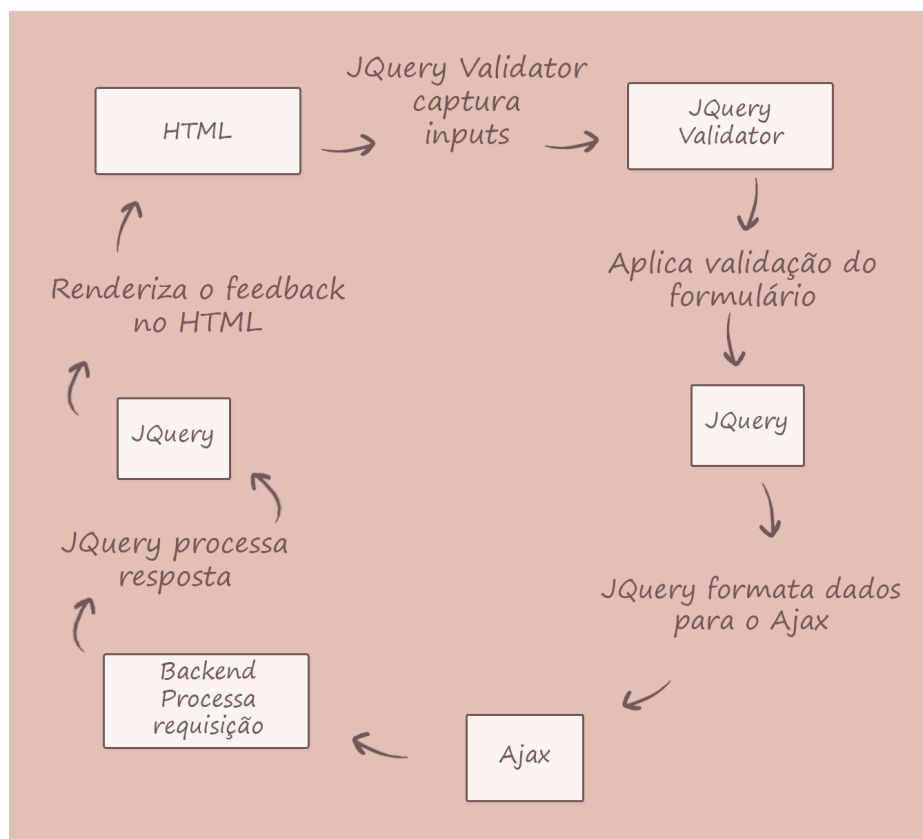 HTML
JQuery Validator
captura
inputs
JQuery
Validator
Aplica validação do
formulário
JQuery
JQuery formata dados
para o Ajax
Ajax
Backend
Processa
requisição
JQuery processa
resposta
JQuery
Renderiza o feedback
no HTML